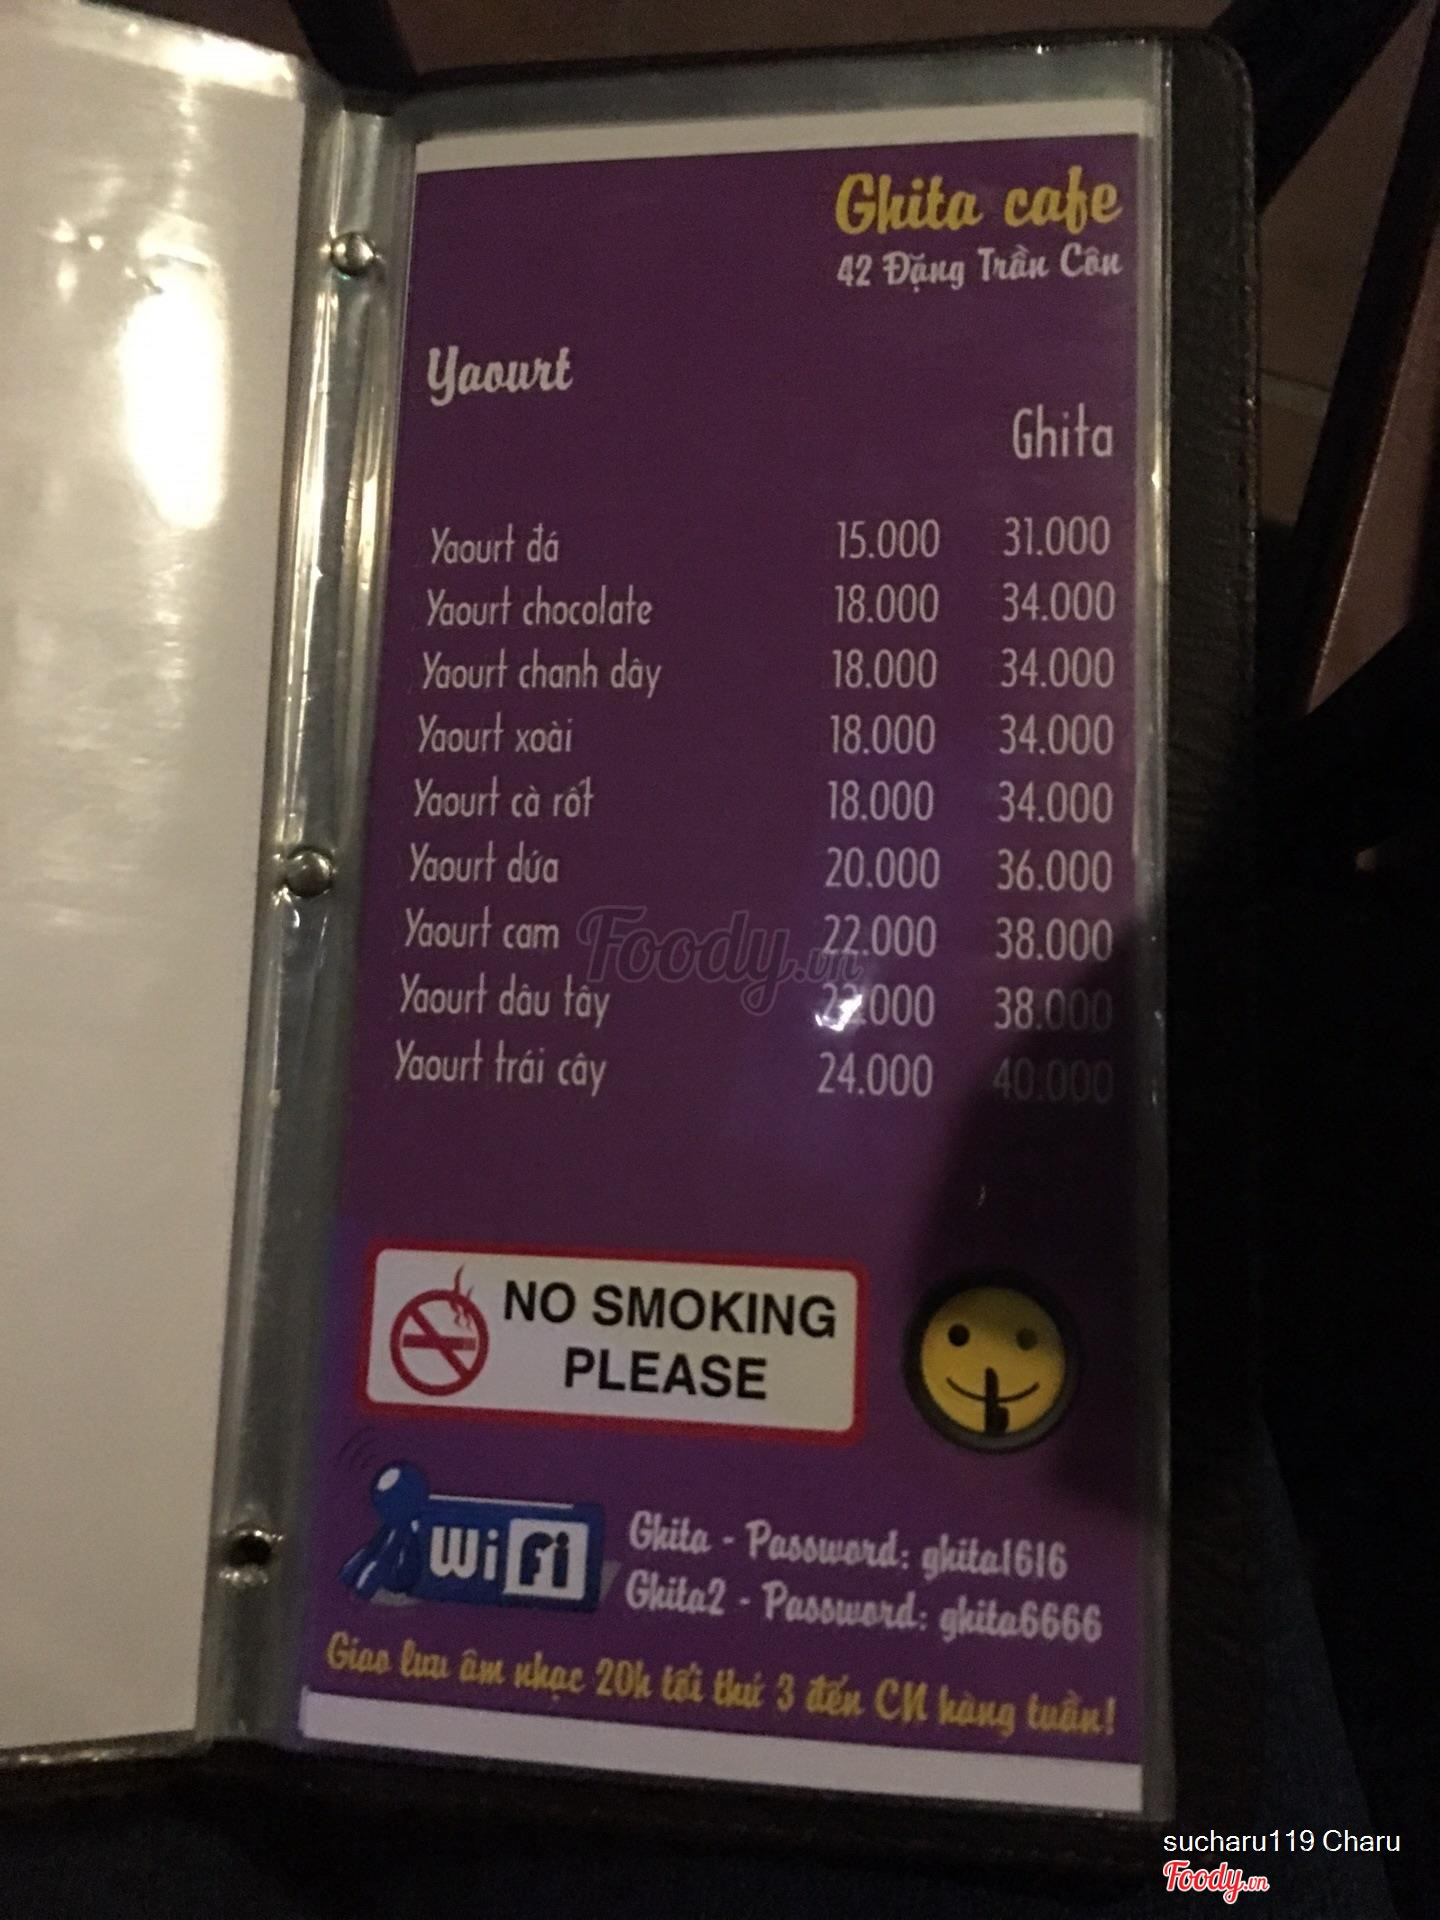 Ghita cafe
42 Đặng Trần Côn
Yaourt
Ghita
Yaourt đá 15.000 31.000
Yaourt chocolate 18.000 34.000
Yaourt chanh dây 18.000 34.000
Yaourt xoài 18.000 34.000
Yaourt cà rốt 18.000 34.000
Yaourt dứa 20.000 36.000
Yaourt cam 22.000 38.000
Yaourt dâu tây 22.000 38.000
Yaourt trái cây 24.000 40.000
Foody.vn
NO SMOKING
PLEASE
WiFi
Ghita - Password: ghita1616
Ghita2 - Password: ghita6666
Giao lưu âm nhạc 20h tối thứ 3 đến CN hàng tuần!
sucharu119 Charu
Foody.vn